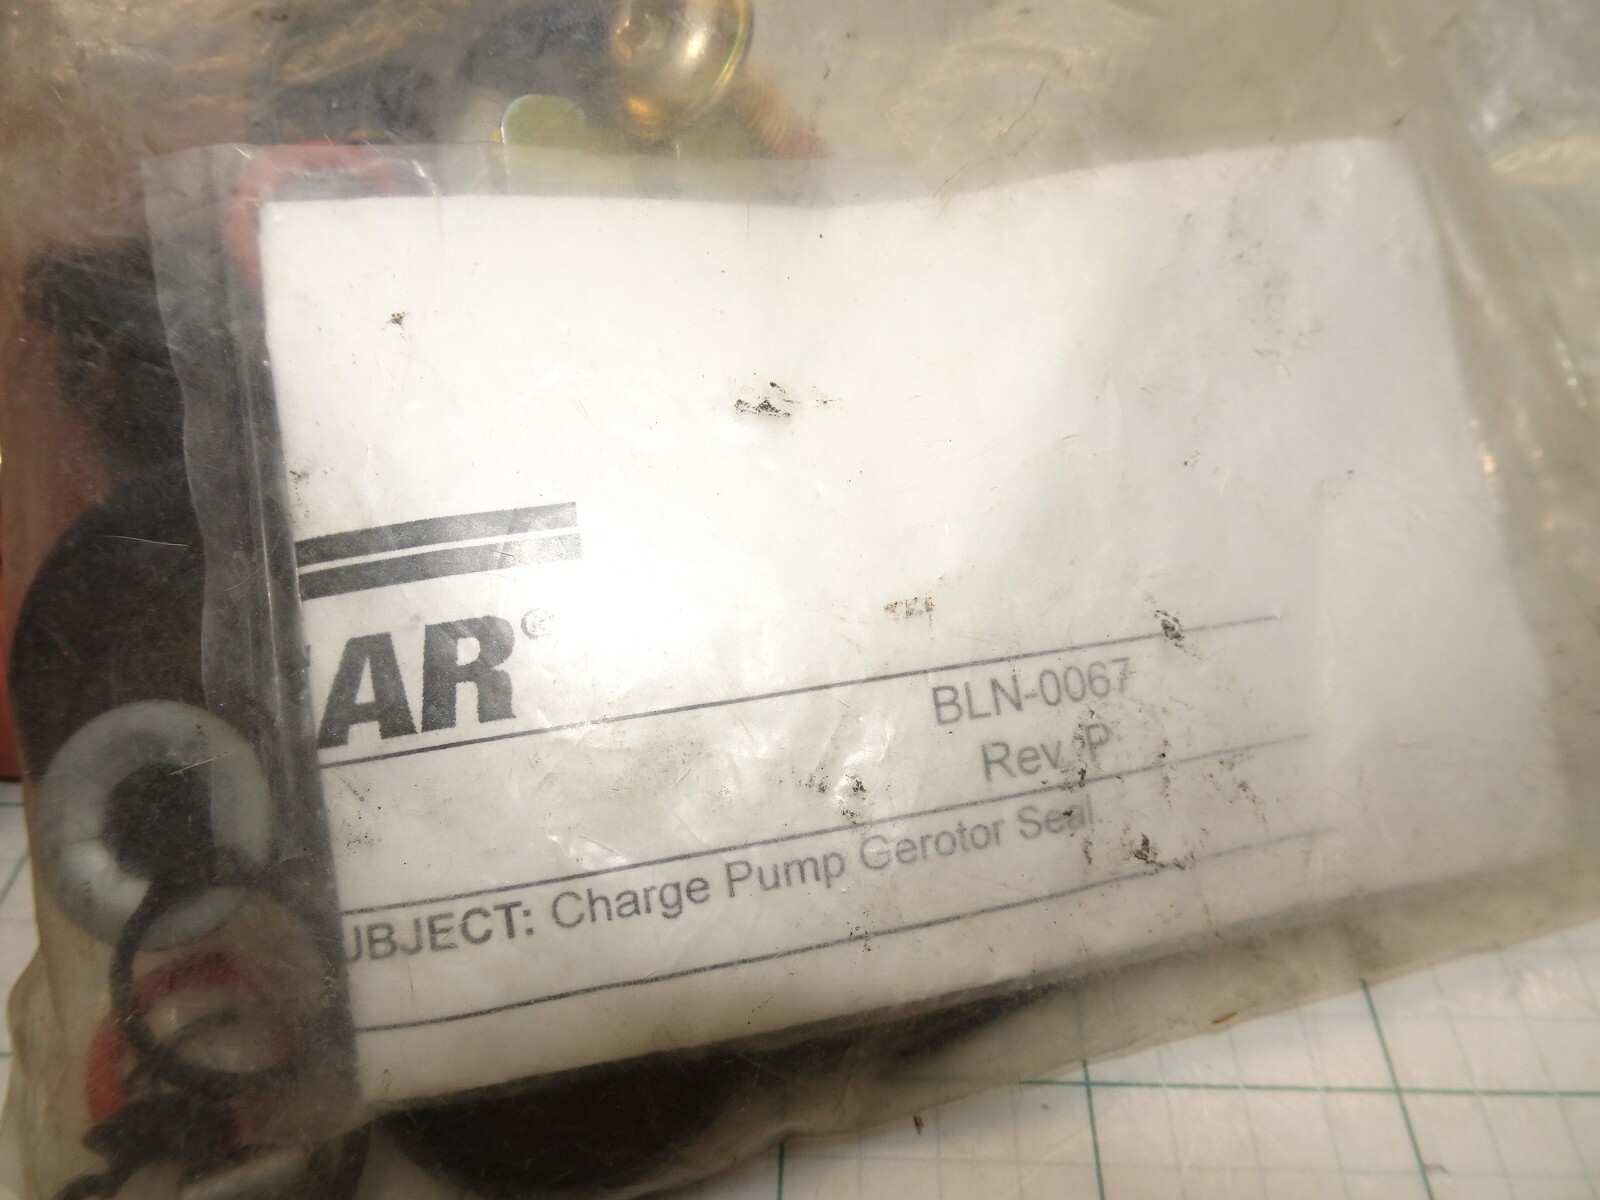 AR®
BLN-0067
Rev. P
UBJECT: Charge Pump Gerotor Seal